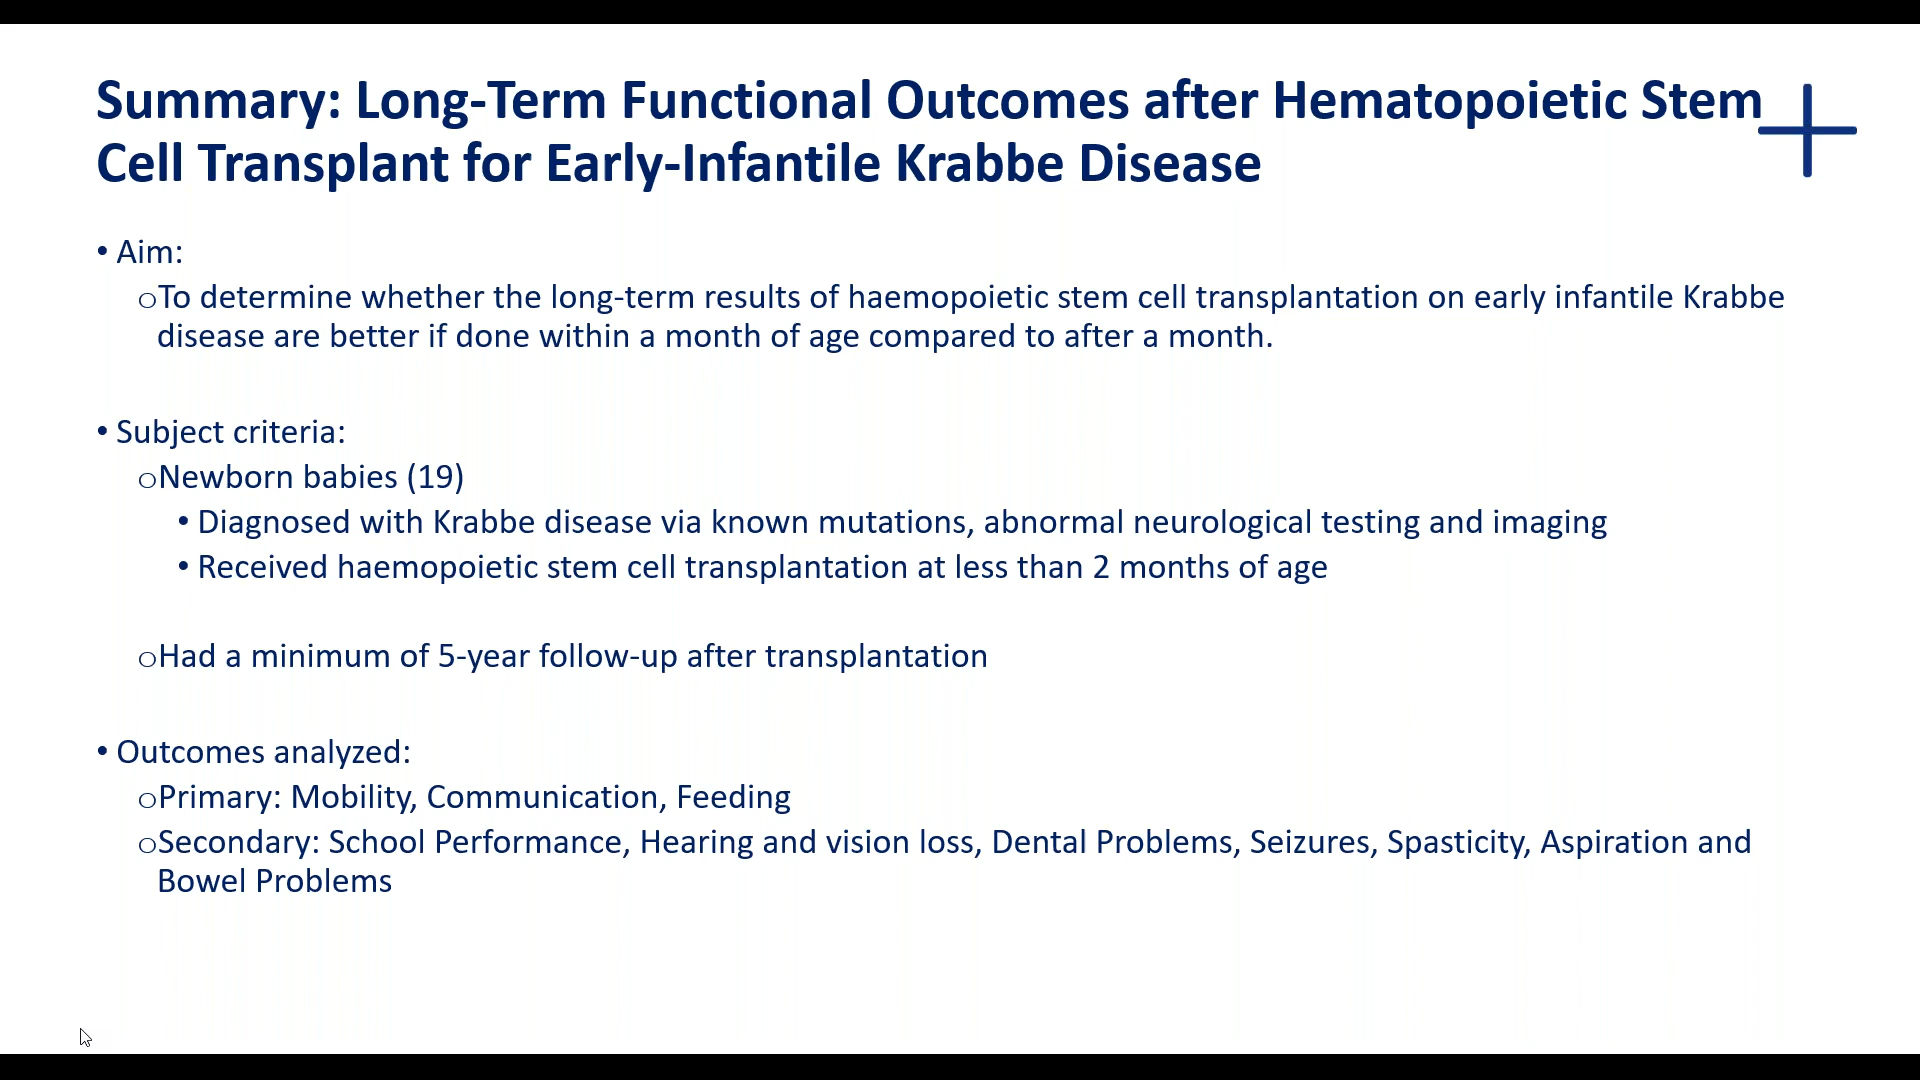 Summary: Long-Term Functional Outcomes after Hematopoietic Stem
Cell Transplant for Early-Infantile Krabbe Disease
• Aim:
oTo determine whether the long-term results of haemopoietic stem cell transplantation on early infantile Krabbe
disease are better if done within a month of age compared to after a month.
• Subject criteria:
oNewborn babies (19)
• Diagnosed with Krabbe disease via known mutations, abnormal neurological testing and imaging
• Received haemopoietic stem cell transplantation at less than 2 months of age
oHad a minimum of 5-year follow-up after transplantation
• Outcomes analyzed:
oPrimary: Mobility, Communication, Feeding
oSecondary: School Performance, Hearing and vision loss, Dental Problems, Seizures, Spasticity, Aspiration and
Bowel Problems